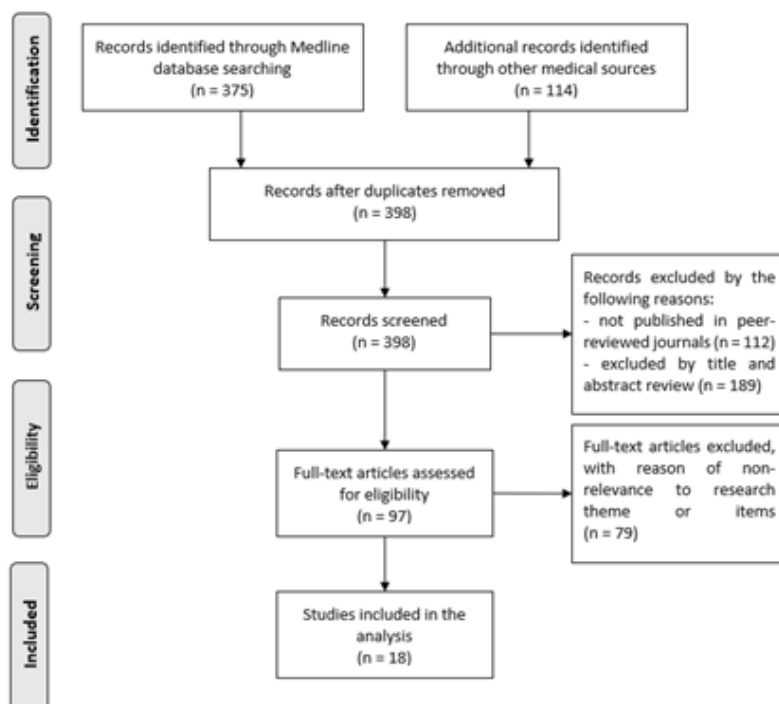 Identification
Records identified through Medline
database searching
(n = 375)
Additional records identified
through other medical sources
(n = 114)
Records after duplicates removed
(n = 398)
Screening
Records screened
(n = 398)
Records excluded by the
following reasons:
- not published in peer-
reviewed journals (n = 112)
- excluded by title and
abstract review (n = 189)
Eligibility
Full-text articles assessed
for eligibility
(n = 97)
Full-text articles excluded,
with reason of non-
relevance to research
theme or items
(n = 79)
Included
Studies included in the
analysis
(n = 18)